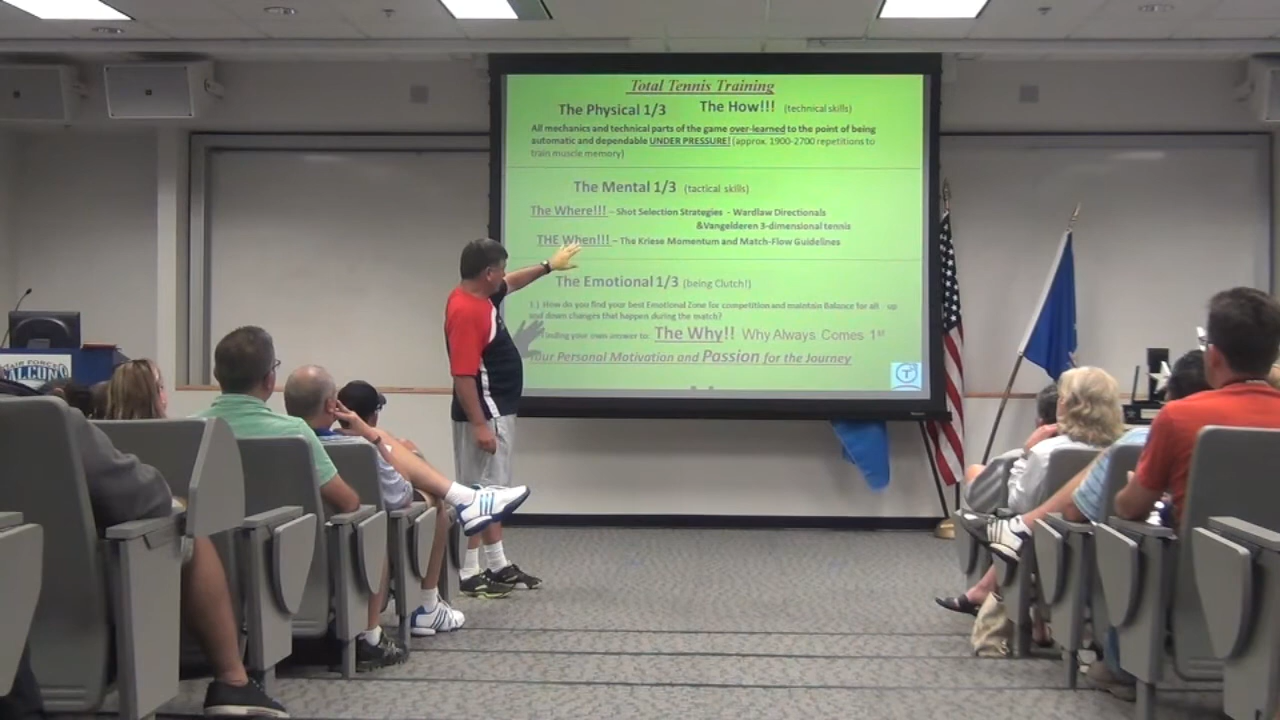 Total Tennis Training
The Physical 1/3 The How!!! (technical skills)
All mechanics and technical parts of the game over-learned to the point of being
automatic and dependable UNDER PRESSURE! (approx. 1900-2700 repetitions to
train muscle memory)
The Mental 1/3 (tactical skills)
The Where!!! – Shot Selection Strategies - Wardlaw Directionals
&Vangelderen 3-dimensional tennis
THE When!!! – The Kriese Momentum and Match-Flow Guidelines
The Emotional 1/3 (being Clutch!)
1.) How do you find your best Emotional Zone for competition and maintain Balance for all - up
and down changes that happen during the match?
Finding your own answer to: The Why!! Why Always Comes 1st
Your Personal Motivation and Passion for the Journey
AIR FORCE
FALCONS